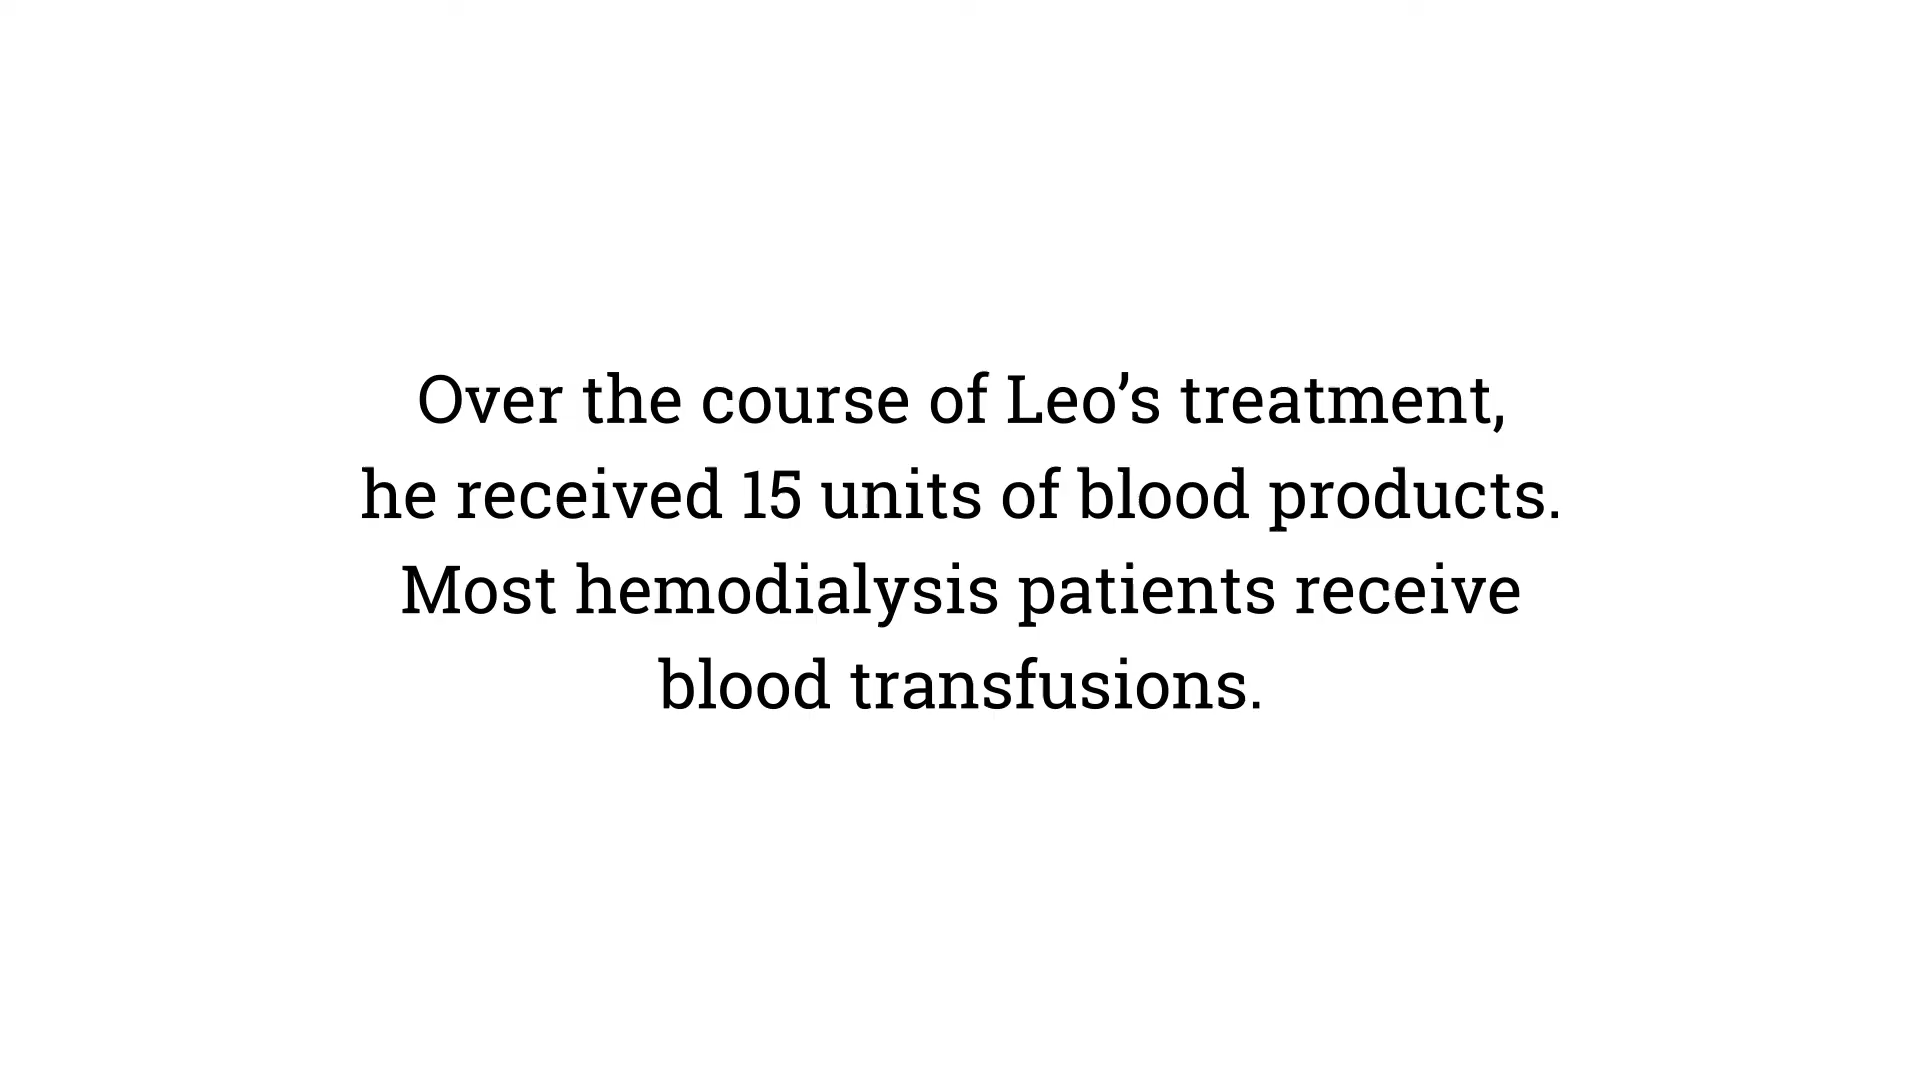 Over the course of Leo’s treatment,
he received 15 units of blood products.
Most hemodialysis patients receive
blood transfusions.